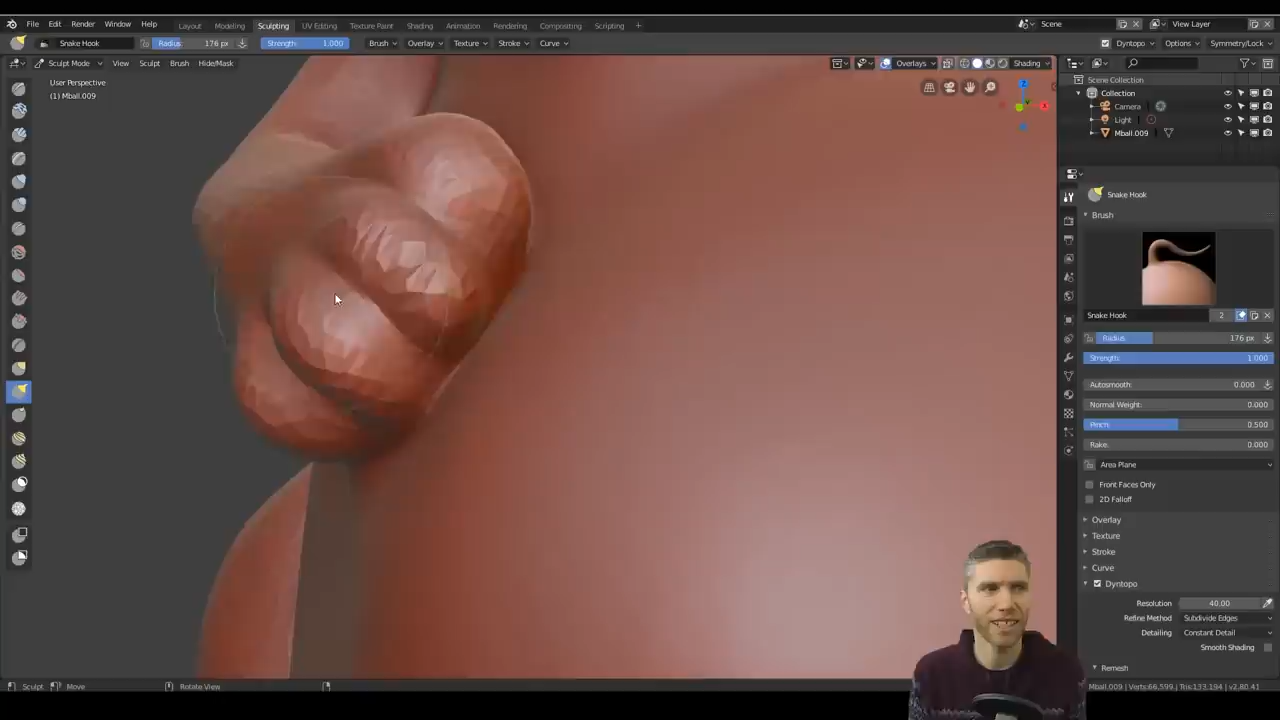 File Edit Render Window Help Layout Modeling Sculpting UV Editing Texture Paint Shading Animation Rendering Compositing Scripting + Scene View Layer
Snake Hook Radius: 176 px Strength: 1.000 Brush Overlay Texture Stroke Curve Dyntopo Options Symmetry/Lock
Sculpt Mode View Sculpt Brush Hide/Mask Overlays Shading
User Perspective
(1) Mball.009
Scene Collection
Collection
Camera
Light
Mball.009
Snake Hook
Brush
Snake Hook 2
Radius 176 px
Strength: 1.000
Autosmooth: 0.000
Normal Weight: 0.000
Pinch: 0.500
Rake: 0.000
Area Plane
Front Faces Only
2D Falloff
Overlay
Texture
Stroke
Curve
Dyntopo
Resolution 40.00
Refine Method Subdivide Edges
Detailing Constant Detail
Smooth Shading
Remesh
Sculpt Move Rotate View Mball.009 | Verts:66,599 | Tris:133,194 | v2.80.41